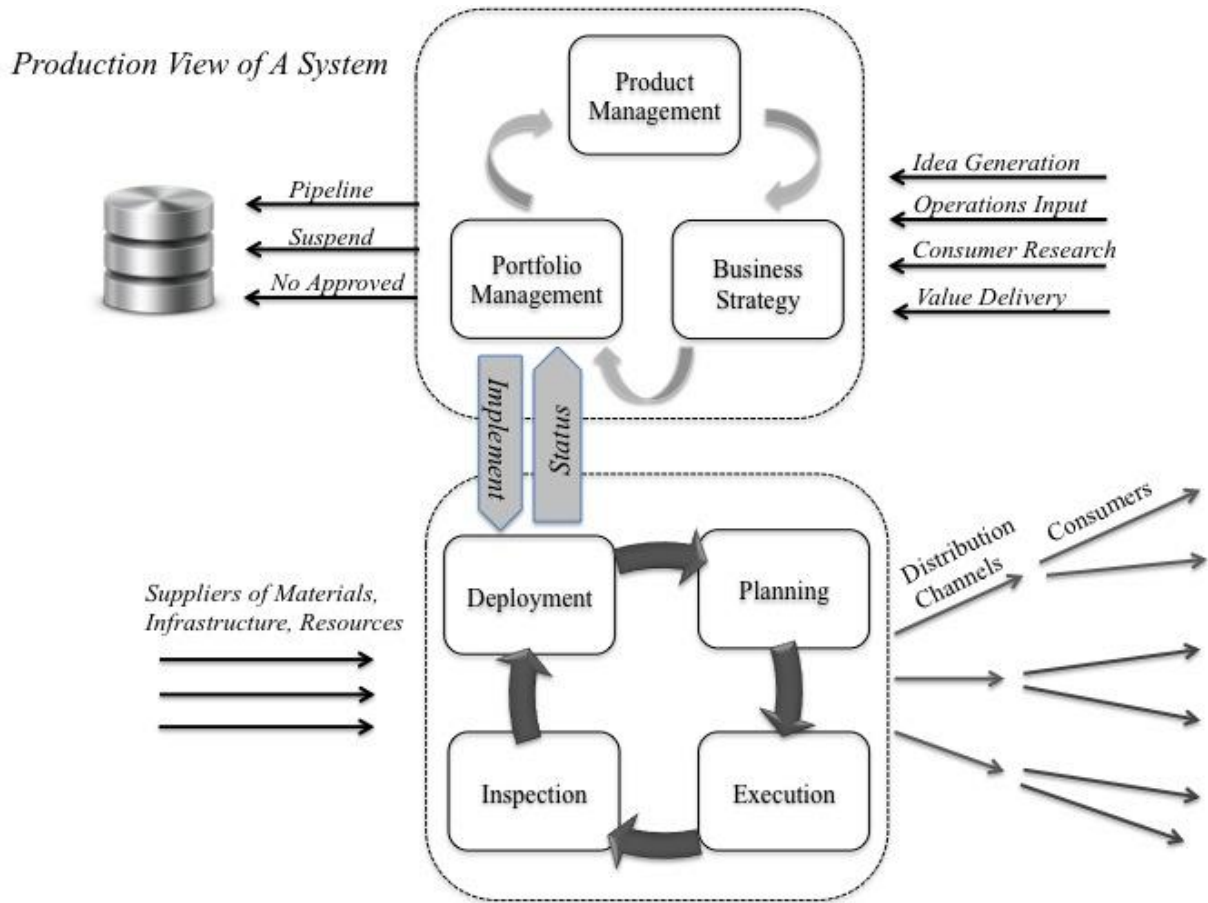 Production View of A System
Product
Management
Portfolio
Management
Business
Strategy
Pipeline
Suspend
No Approved
Idea Generation
Operations Input
Consumer Research
Value Delivery
Implement
Status
Suppliers of Materials,
Infrastructure, Resources
Deployment
Planning
Inspection
Execution
Distribution
Channels
Consumers